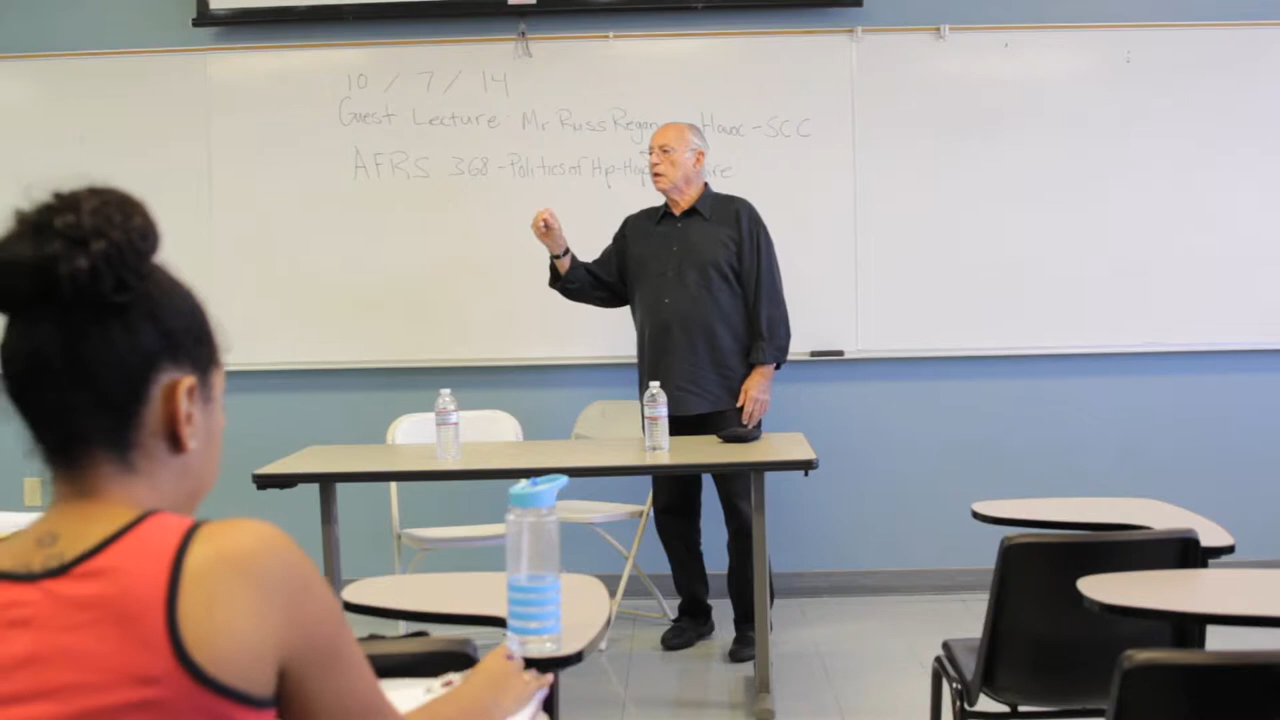 10 / 7 / 14
Guest Lecture: Mr Russ Regan Havoc - SCC
AFRS 368 - Politics of Hip-Hop